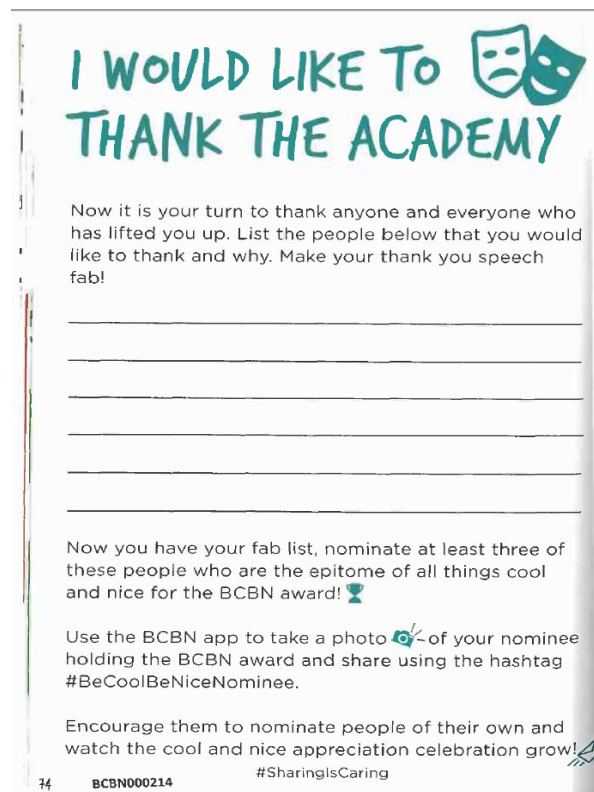 I WOULD LIKE TO
THANK THE ACADEMY
Now it is your turn to thank anyone and everyone who
has lifted you up. List the people below that you would
like to thank and why. Make your thank you speech
fab!
Now you have your fab list, nominate at least three of
these people who are the epitome of all things cool
and nice for the BCBN award!
Use the BCBN app to take a photo of your nominee
holding the BCBN award and share using the hashtag
#BeCoolBeNiceNominee.
Encourage them to nominate people of their own and
watch the cool and nice appreciation celebration grow!
#SharingIsCaring
74 BCBN000214